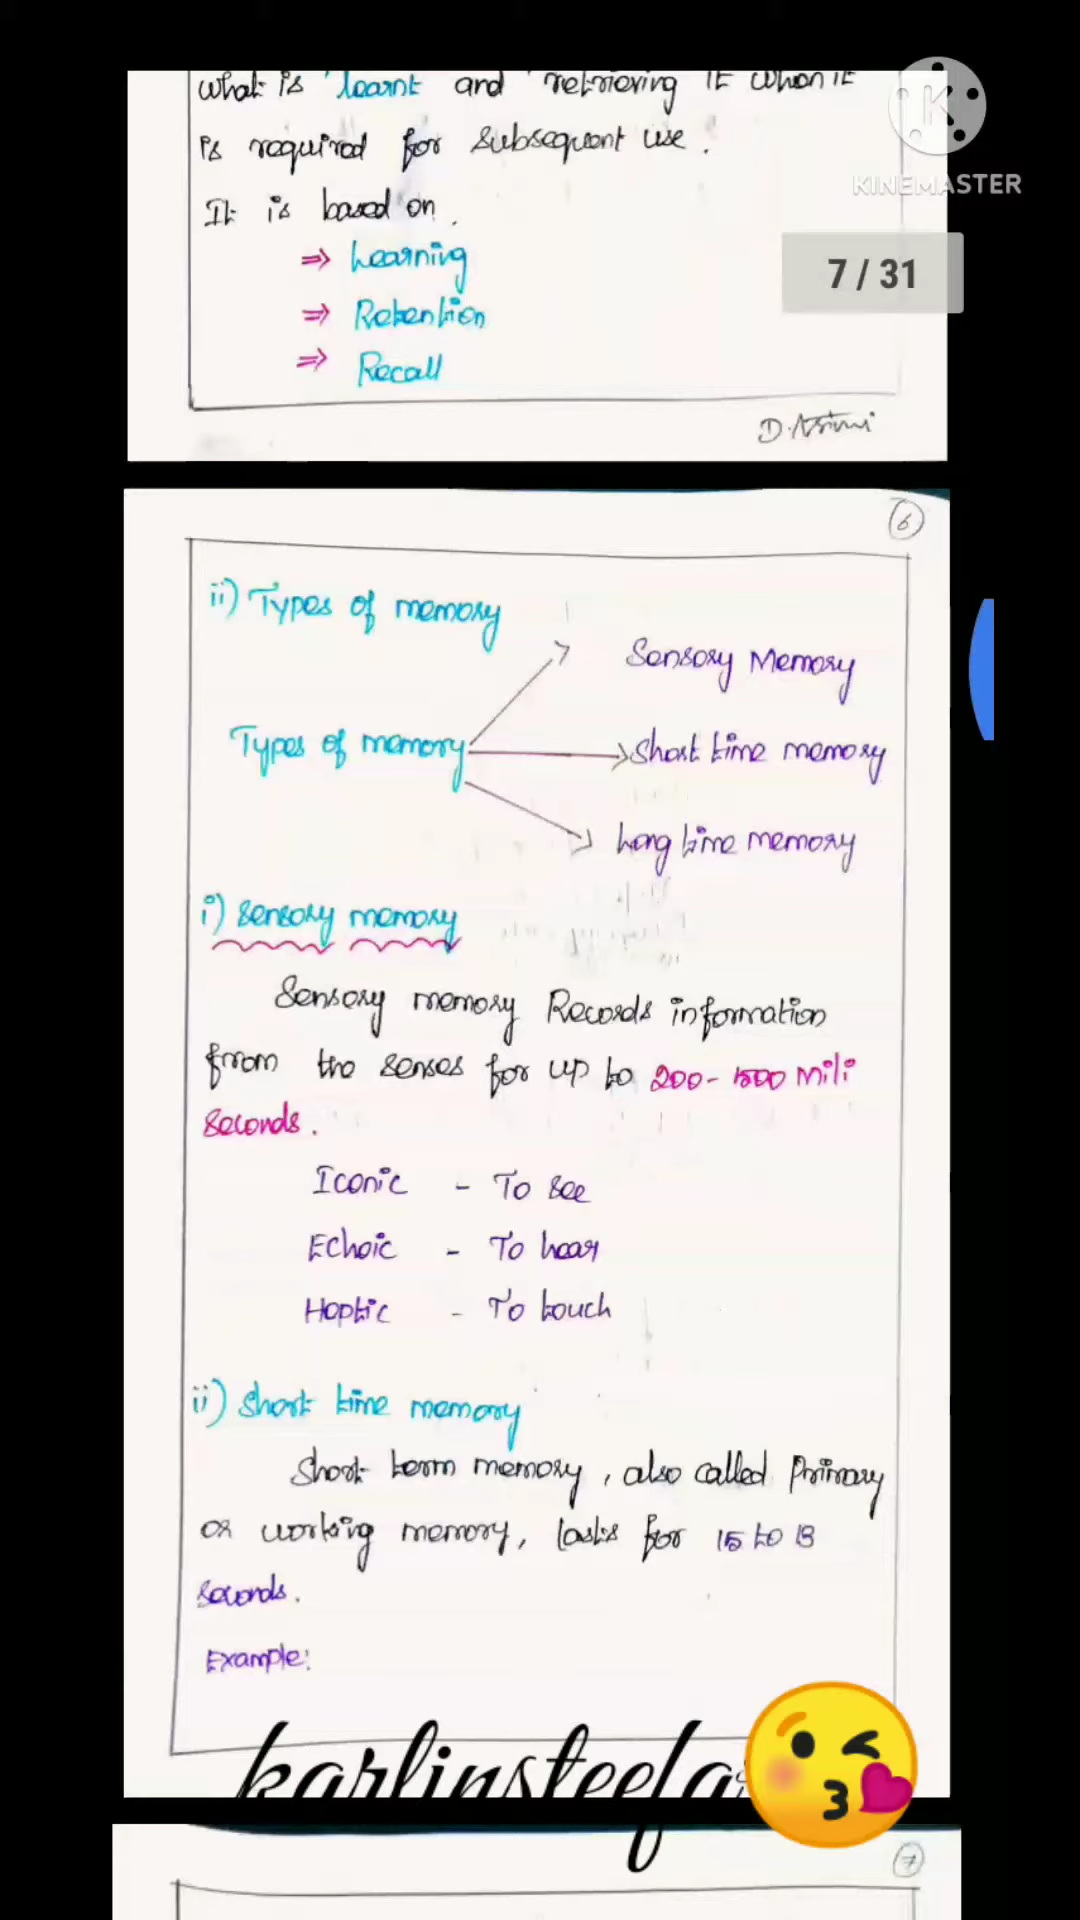 what is learnt and retrieving it when it
is required for subsequent use.
It is based on.
⇒ Learning
⇒ Retention
⇒ Recall
KINEMASTER
7 / 31
6
ii) Types of memory
Sensory Memory
Types of memory
Short time memory
Long time memory
i) Sensory memory
Sensory memory Records information
from the senses for up to 200-500 Mili
Seconds.
Iconic - To see
Echoic - To hear
Hoptic - To touch
ii) Short time memory
Short term memory, also called Primary
or working memory, lasts for 15 to
Seconds.
Example:
karlinsteefa
7